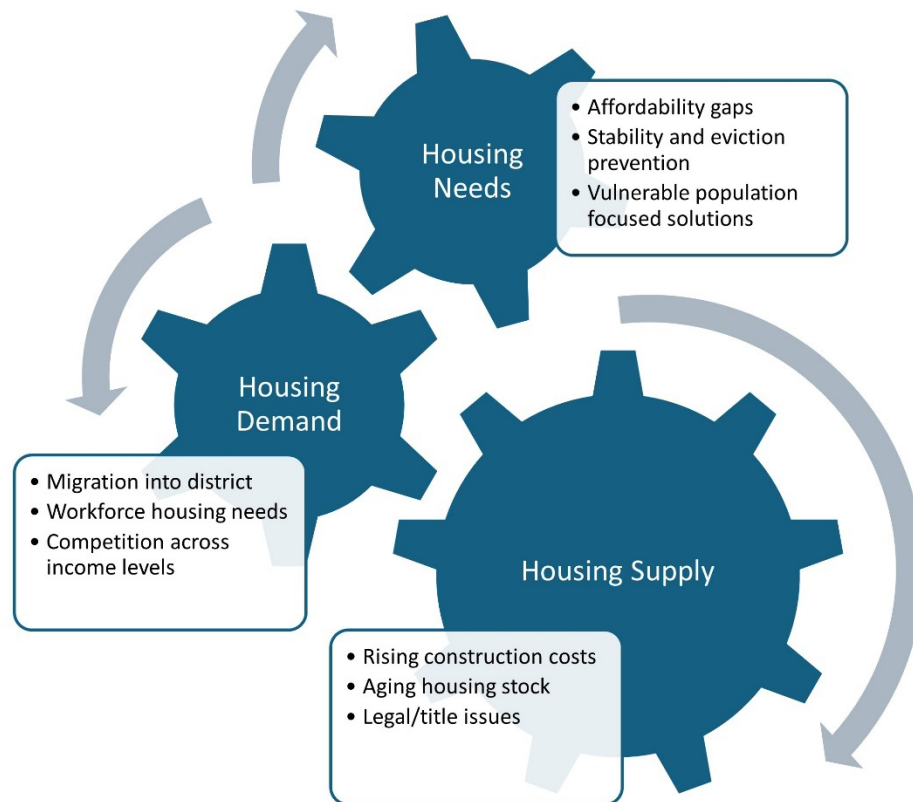 Housing
Needs
• Affordability gaps
• Stability and eviction
prevention
• Vulnerable population
focused solutions
Housing
Demand
• Migration into district
• Workforce housing needs
• Competition across
income levels
Housing Supply
• Rising construction costs
• Aging housing stock
• Legal/title issues